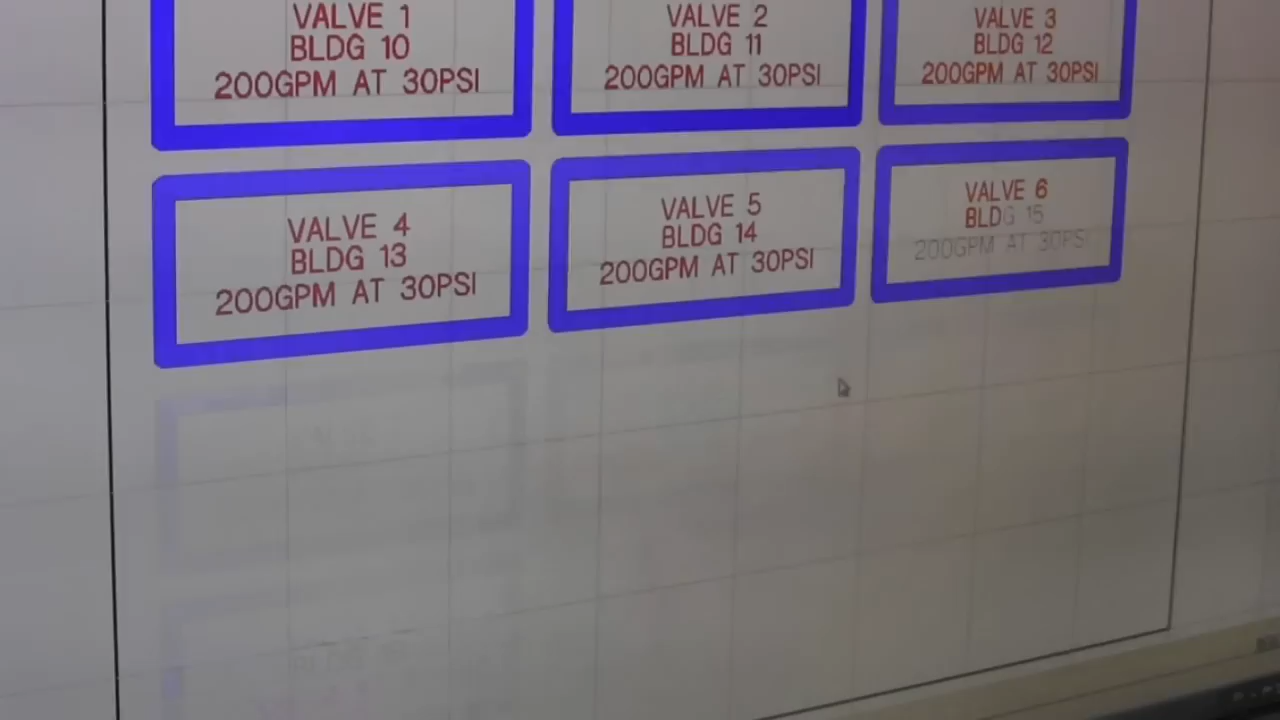 VALVE 1
BLDG 10
200GPM AT 30PSI
VALVE 2
BLDG 11
200GPM AT 30PSI
VALVE 3
BLDG 12
200GPM AT 30PSI
VALVE 4
BLDG 13
200GPM AT 30PSI
VALVE 5
BLDG 14
200GPM AT 30PSI
VALVE 6
BLDG 15
200GPM AT 30PSI